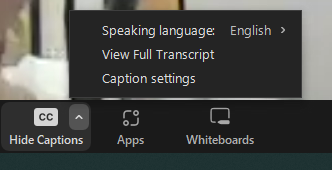 Speaking language: English >
View Full Transcript
Caption settings
CC
Hide Captions Apps Whiteboards